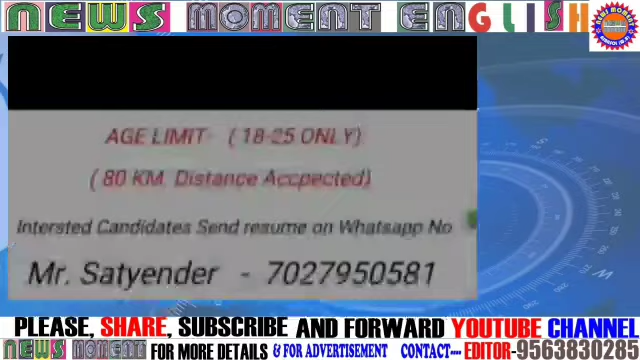 NEWS MOMENT ENGLISH
AGE LIMIT- (18-25 ONLY)
(80 KM Distance Accpected)
Intersted Candidates Send resume on Whatsapp No
Mr. Satyender - 7027950581
PLEASE, SHARE, SUBSCRIBE AND FORWARD YOUTUBE CHANNEL
NEWS MOMENT FOR MORE DETAILS & FOR ADVERTISEMENT CONTACT--- EDITOR-9563830285